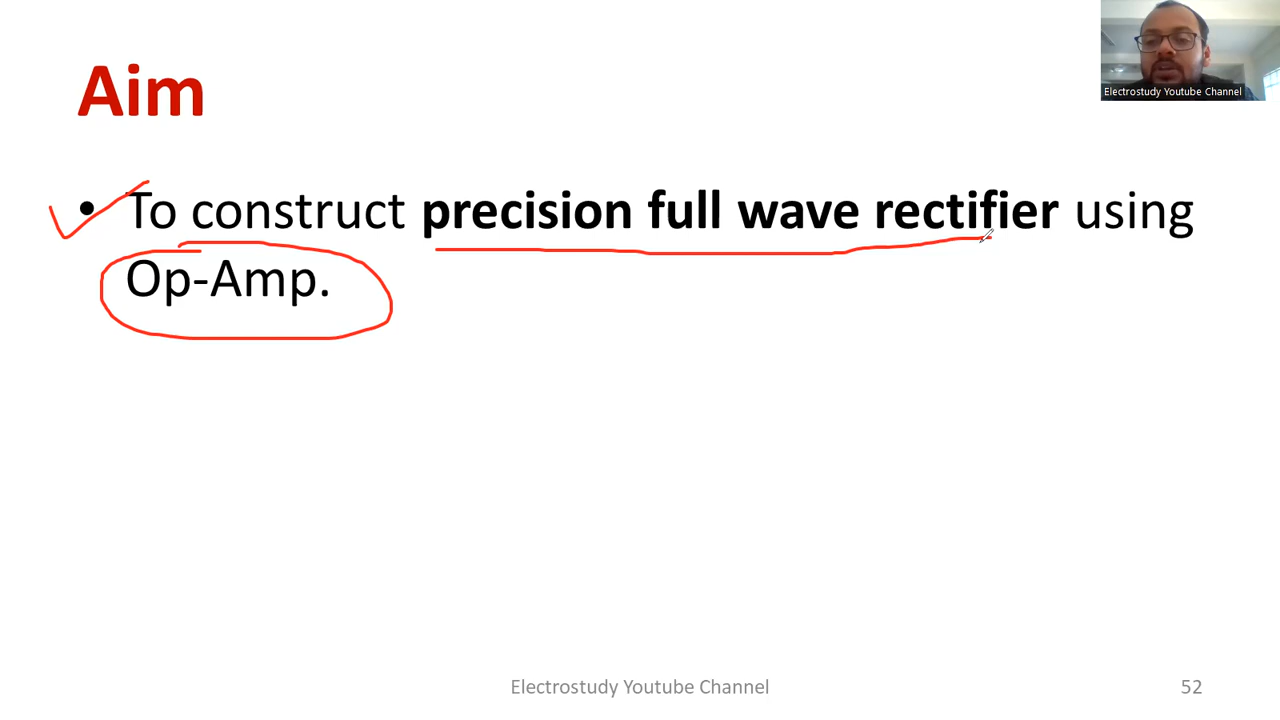 Electrostudy Youtube Channel
Aim
• To construct precision full wave rectifier using
Op-Amp.
Electrostudy Youtube Channel
52